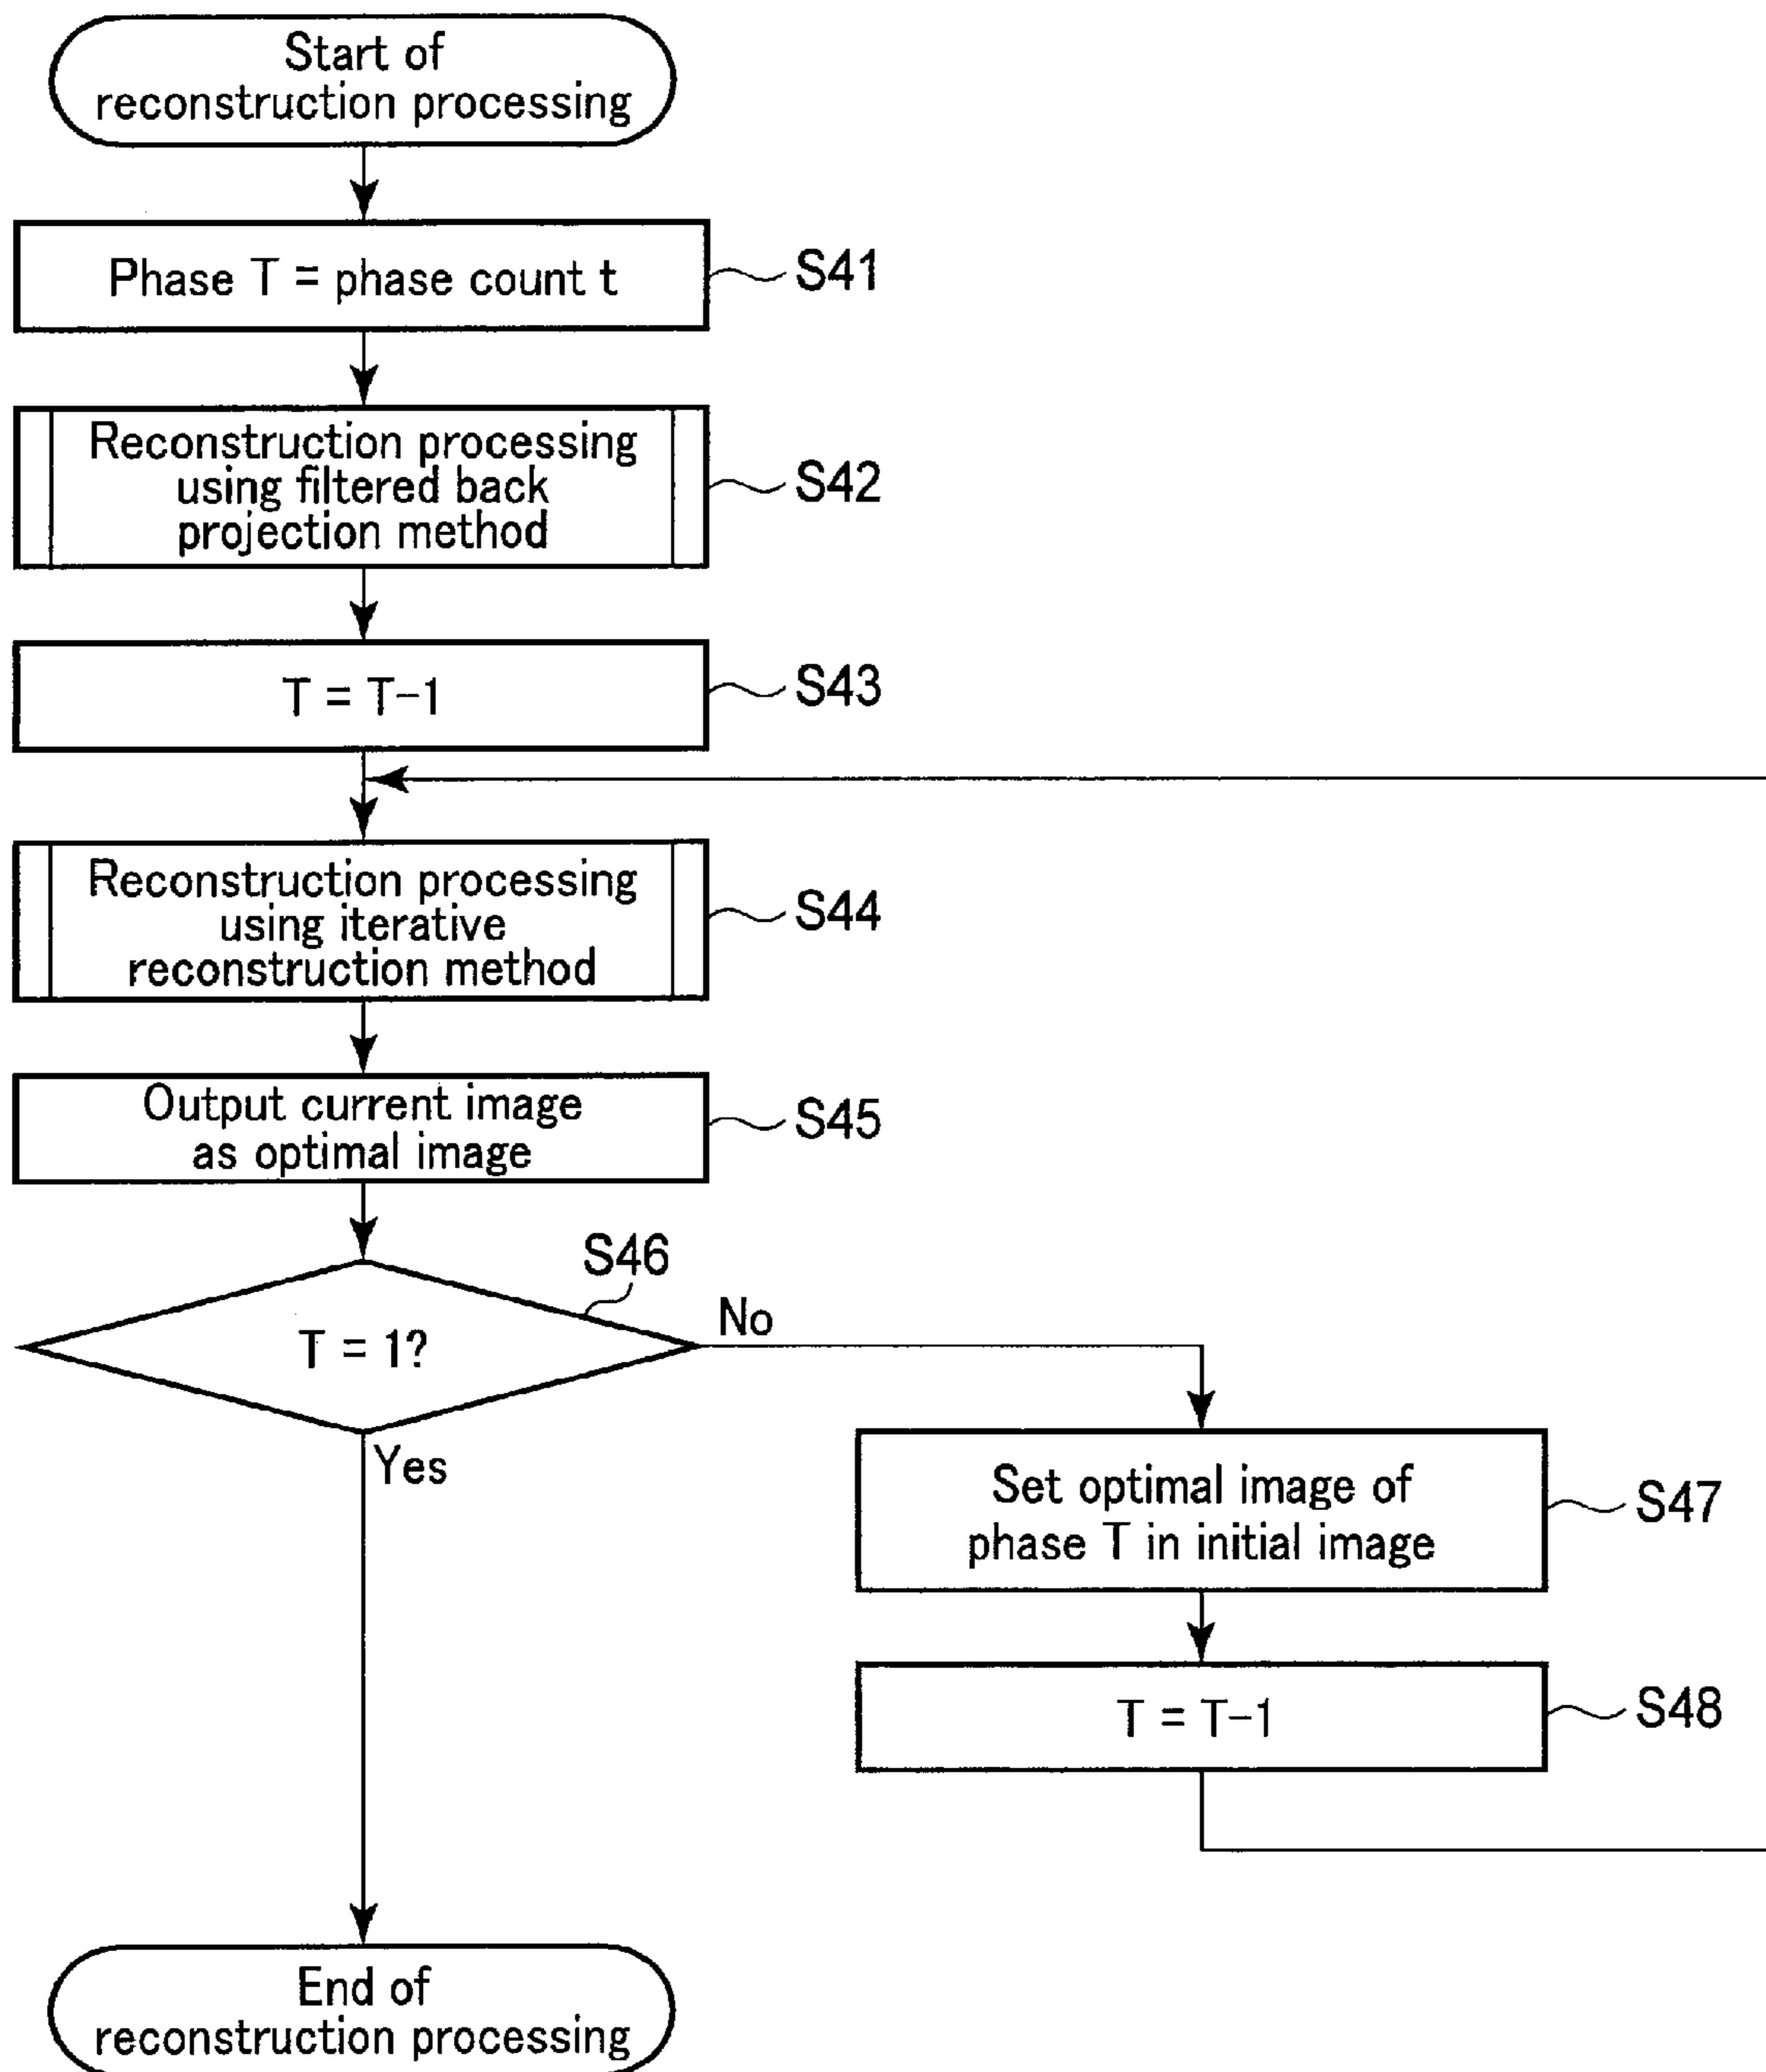 Start of
reconstruction processing
Phase T = phase count t
S41
Reconstruction processing
using filtered back
projection method
S42
T = T-1
S43
Reconstruction processing
using iterative
reconstruction method
S44
Output current image
as optimal image
S45
S46
T = 1?
No
Yes
Set optimal image of
phase T in initial image
S47
T = T-1
S48
End of
reconstruction processing